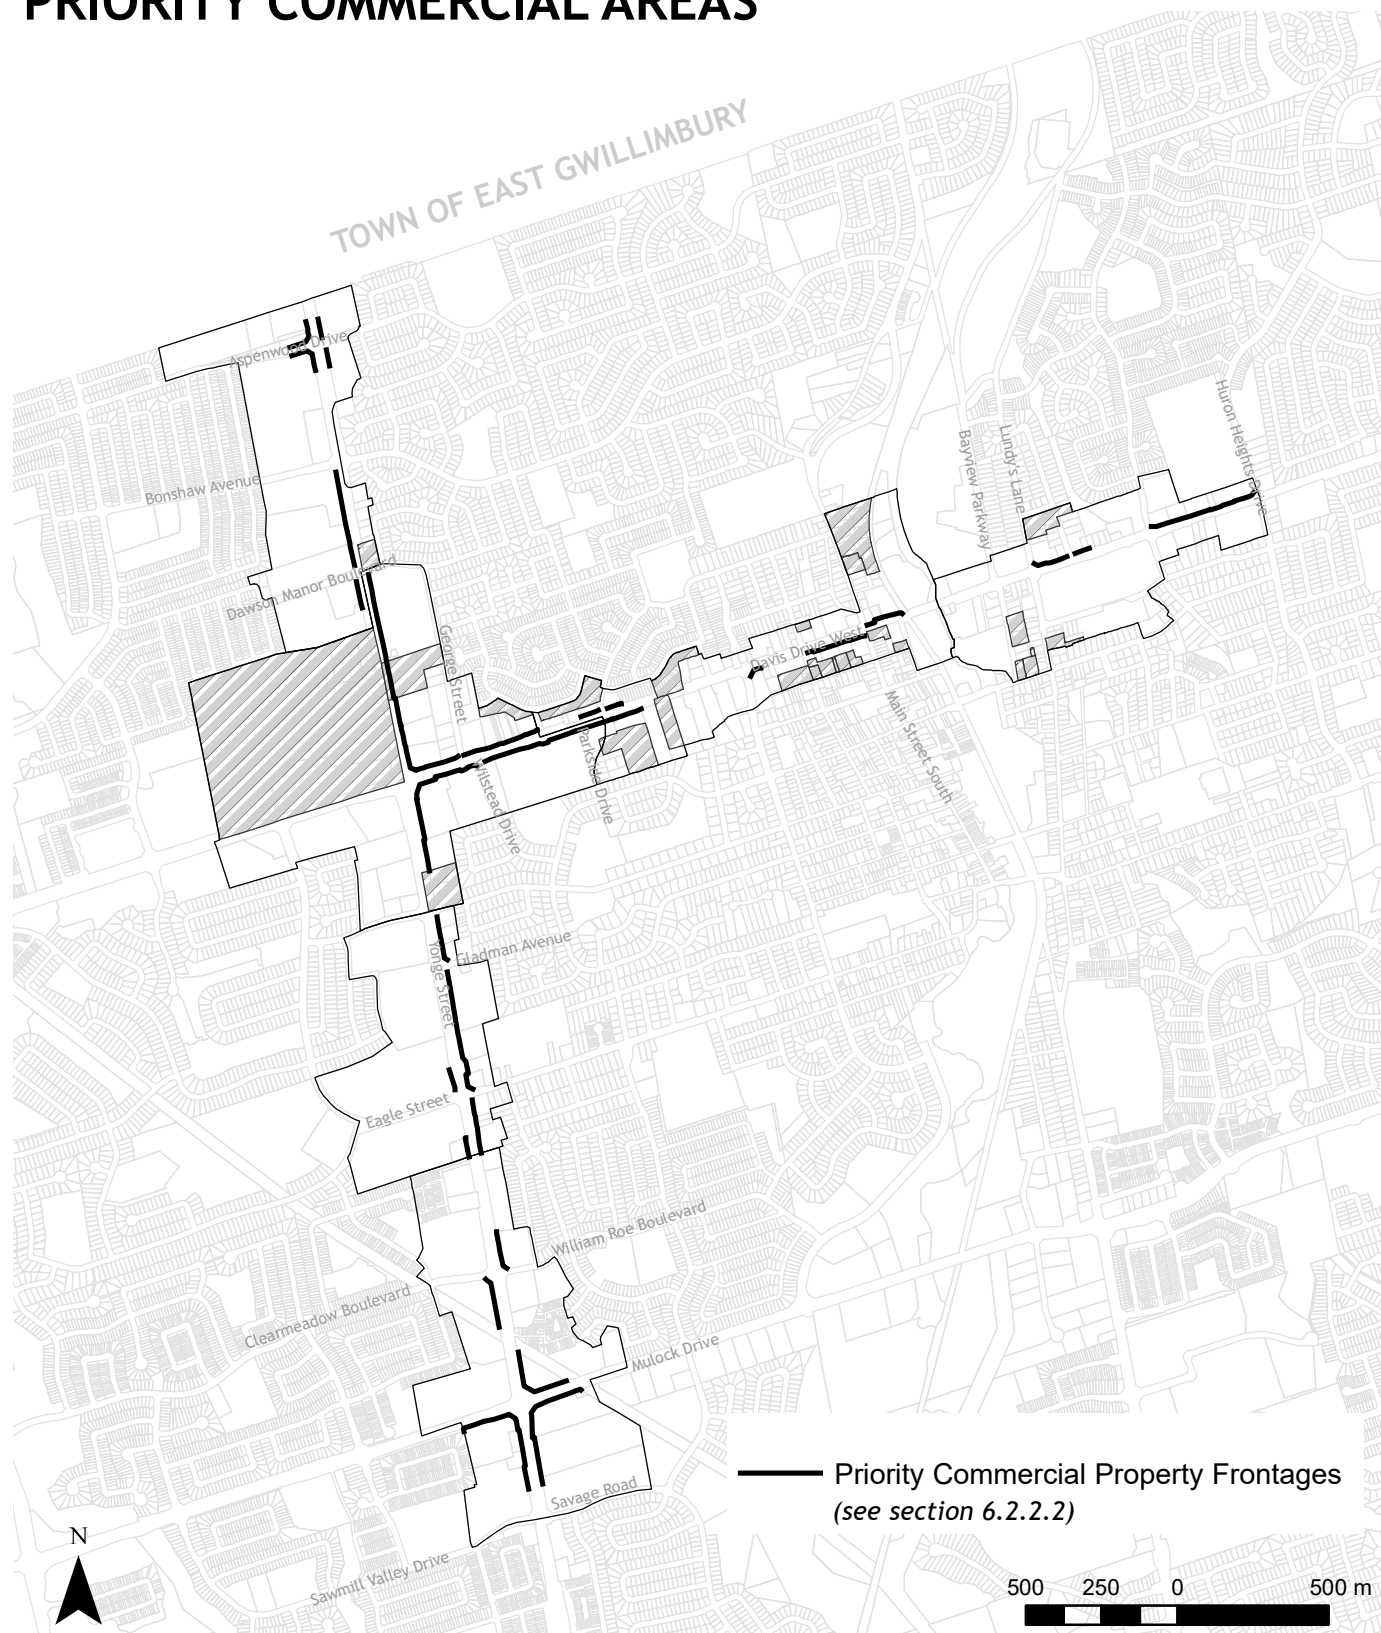 PRIORITY COMMERCIAL AREAS
TOWN OF EAST GWILLIMBURY
Aspenwood Drive
Huron Heights Drive
Bayview Parkway
Lundy's Lane
Bonshaw Avenue
Dawson Manor Boulevard
George Street
Davis Drive West
Main Street South
Parkside Drive
Wilstead Drive
Yonge Street
Gladman Avenue
Eagle Street
William Roe Boulevard
Clearmeadow Boulevard
Mulock Drive
Savage Road
Sawmill Valley Drive
Priority Commercial Property Frontages
(see section 6.2.2.2)
N
500 250 0 500 m